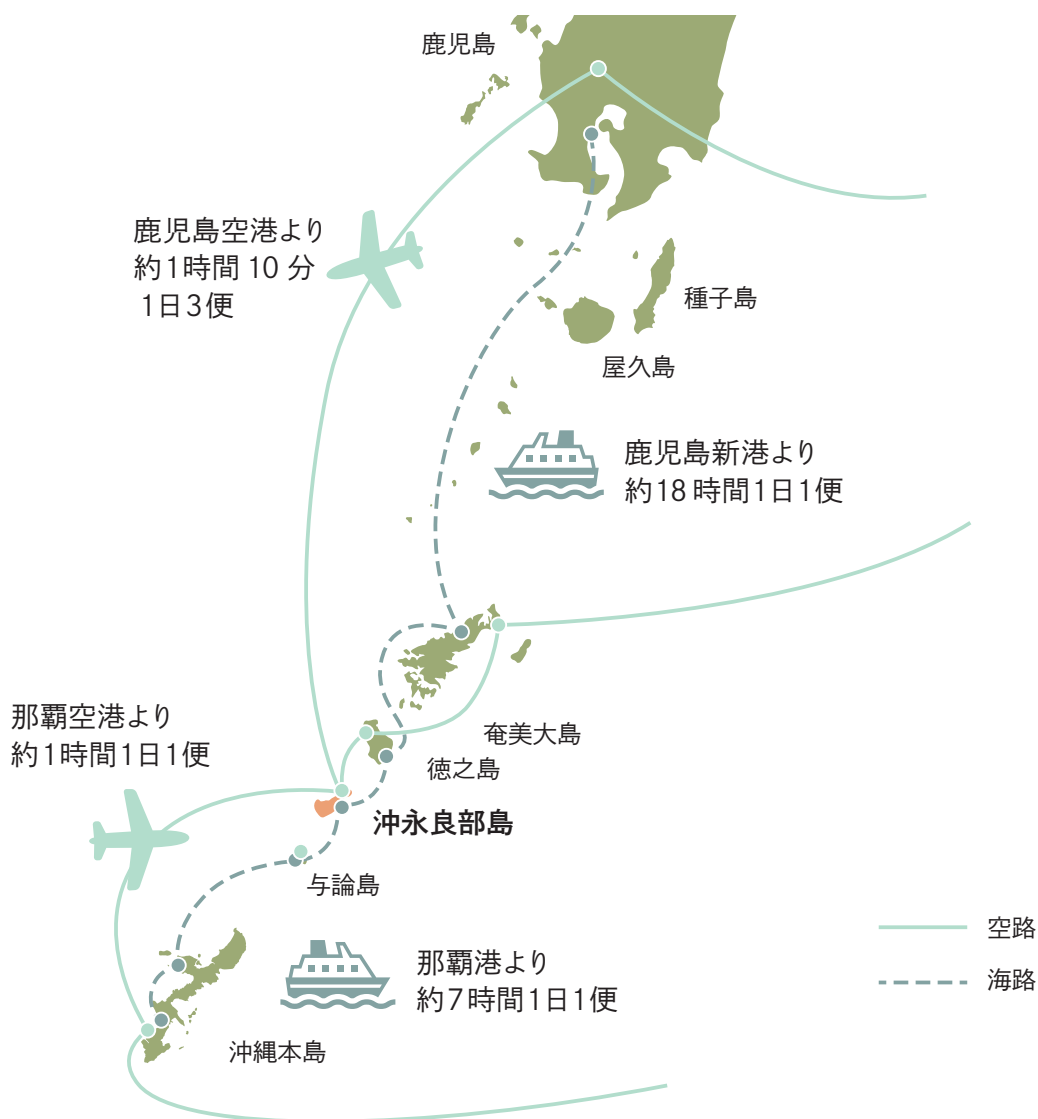 鹿児島
鹿児島空港より
約1時間 10 分
1日3便
種子島
屋久島
鹿児島新港より
約18 時間1日1便
那覇空港より
約1時間1日1便
奄美大島
徳之島
沖永良部島
与論島
空路
那覇港より
約7時間1日1便
海路
沖縄本島